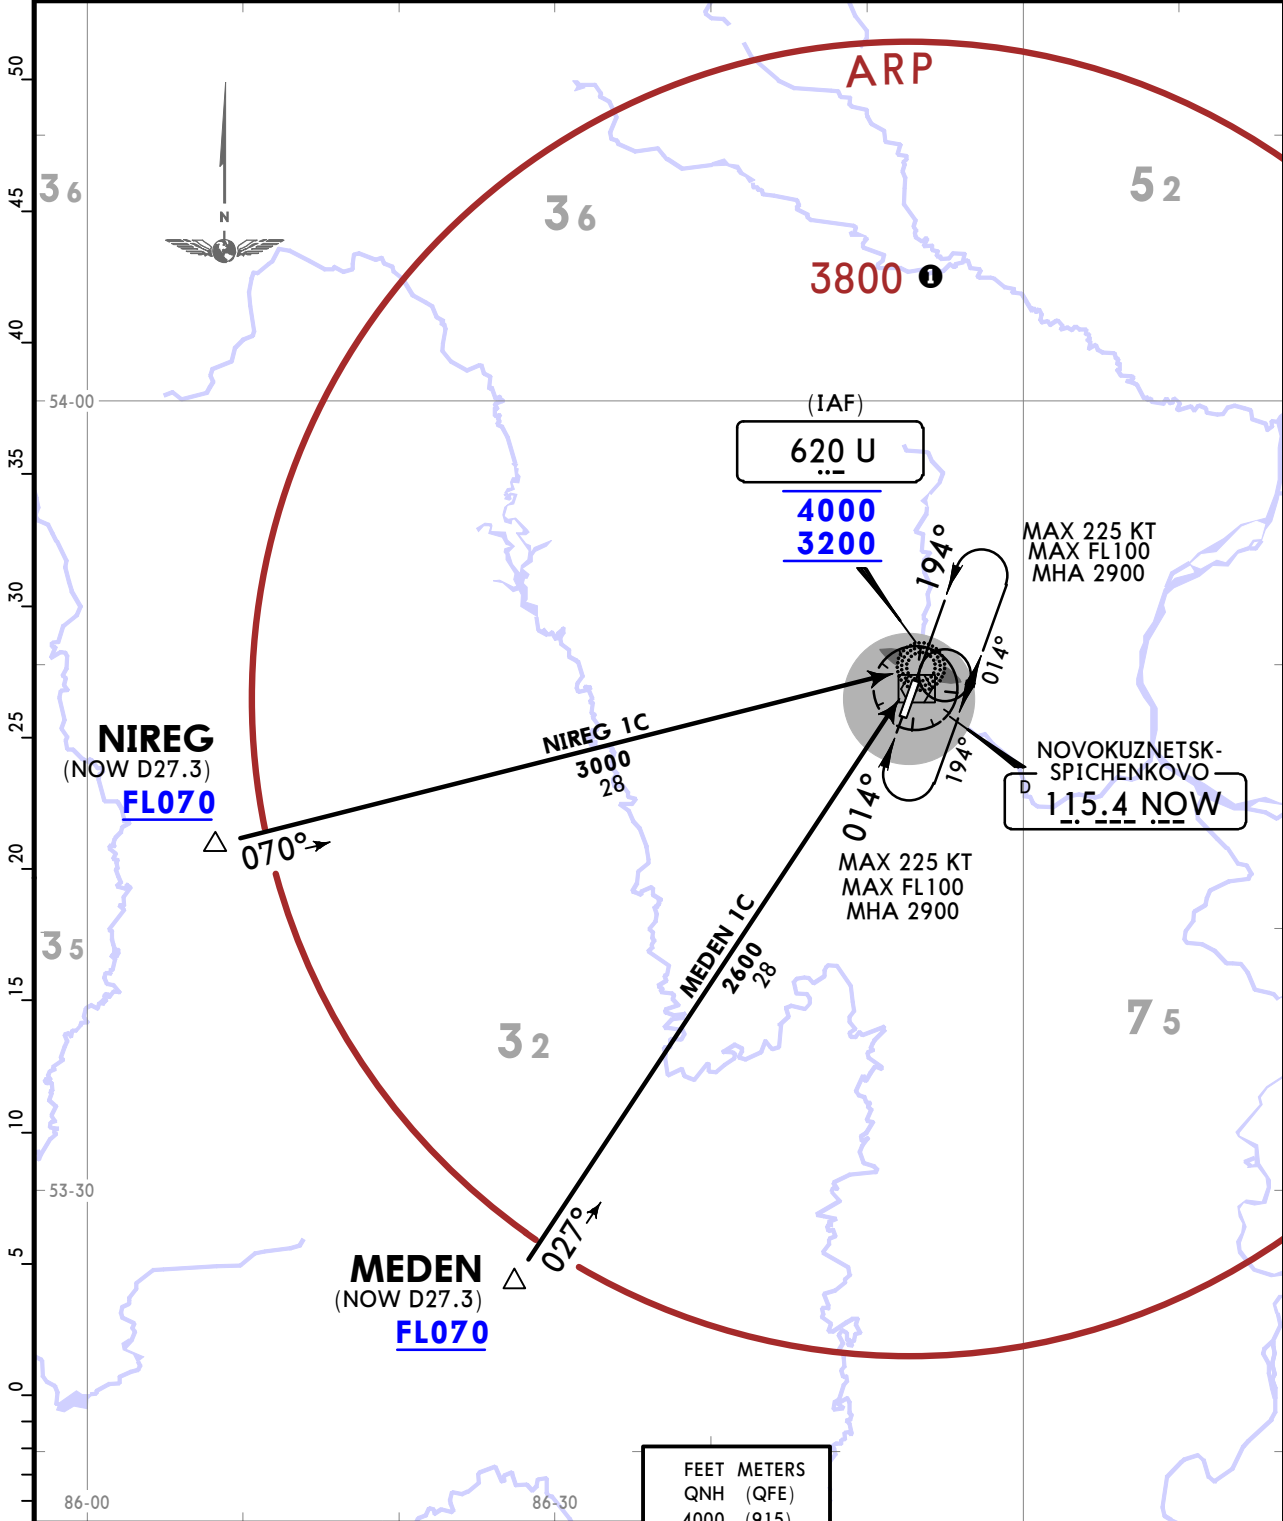 50
45
40
35
30
25
20
15
10
5
0
ARP
N
36
36
52
3800 1
54-00
(IAF)
620 U
4000
3200
194°
MAX 225 KT
MAX FL100
MHA 2900
014°
NIREG
(NOW D27.3)
FL070
070°
NIREG 1C
3000
28
NOVOKUZNETSK-
SPICHENKOVO
D
115.4 NOW
194°
014°
MAX 225 KT
MAX FL100
MHA 2900
MEDEN 1C
2600
28
35
32
75
53-30
027°
MEDEN
(NOW D27.3)
FL070
FEET METERS
QNH (QFE)
4000 (915)
86-00
86-30